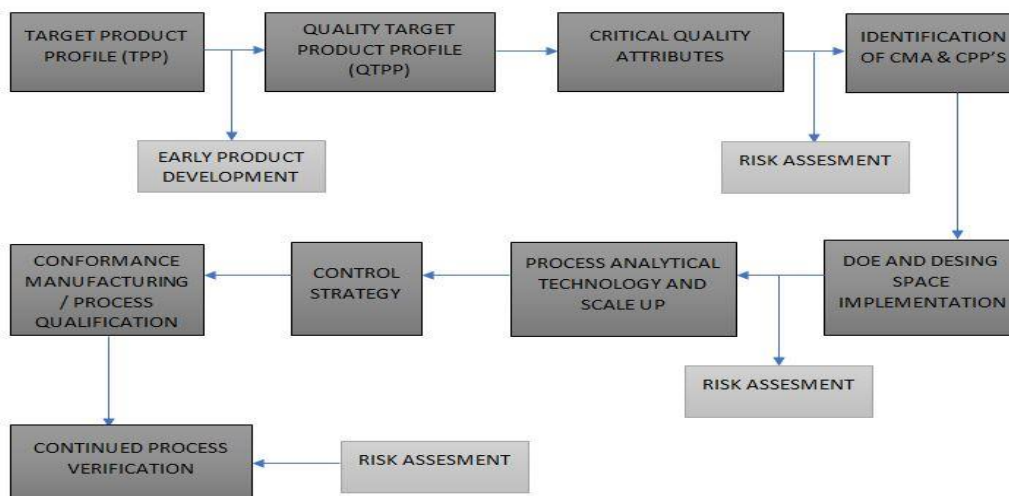 TARGET PRODUCT
PROFILE (TPP)
QUALITY TARGET
PRODUCT PROFILE
(QTPP)
CRITICAL QUALITY
ATTRIBUTES
IDENTIFICATION
OF CMA & CPP'S
EARLY PRODUCT
DEVELOPMENT
RISK ASSESMENT
CONFORMANCE
MANUFACTURING
/ PROCESS
QUALIFICATION
CONTROL
STRATEGY
PROCESS ANALYTICAL
TECHNOLOGY AND
SCALE UP
DOE AND DESING
SPACE
IMPLEMENTATION
RISK ASSESMENT
CONTINUED PROCESS
VERIFICATION
RISK ASSESMENT